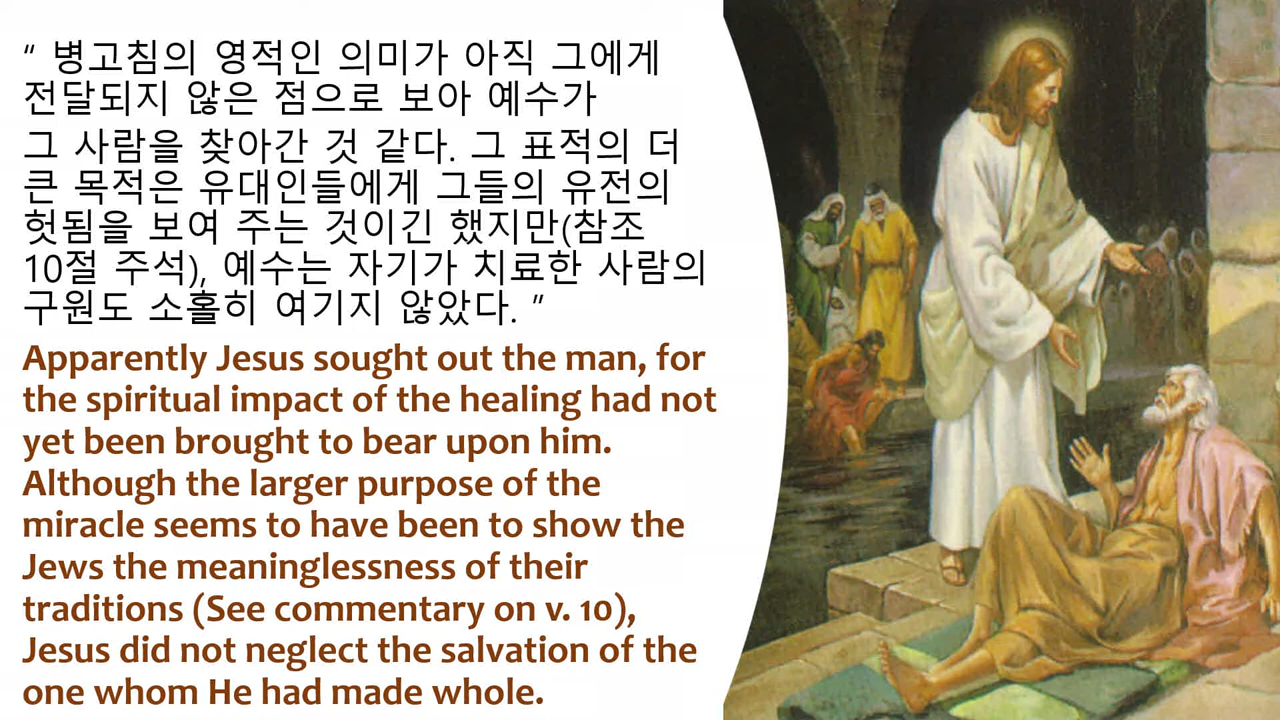 “ 병고침의 영적인 의미가 아직 그에게
전달되지 않은 점으로 보아 예수가
그 사람을 찾아간 것 같다. 그 표적의 더
큰 목적은 유대인들에게 그들의 유전의
헛됨을 보여 주는 것이긴 했지만(참조
10절 주석), 예수는 자기가 치료한 사람의
구원도 소홀히 여기지 않았다. ”
Apparently Jesus sought out the man, for
the spiritual impact of the healing had not
yet been brought to bear upon him.
Although the larger purpose of the
miracle seems to have been to show the
Jews the meaninglessness of their
traditions (See commentary on v. 10),
Jesus did not neglect the salvation of the
one whom He had made whole.